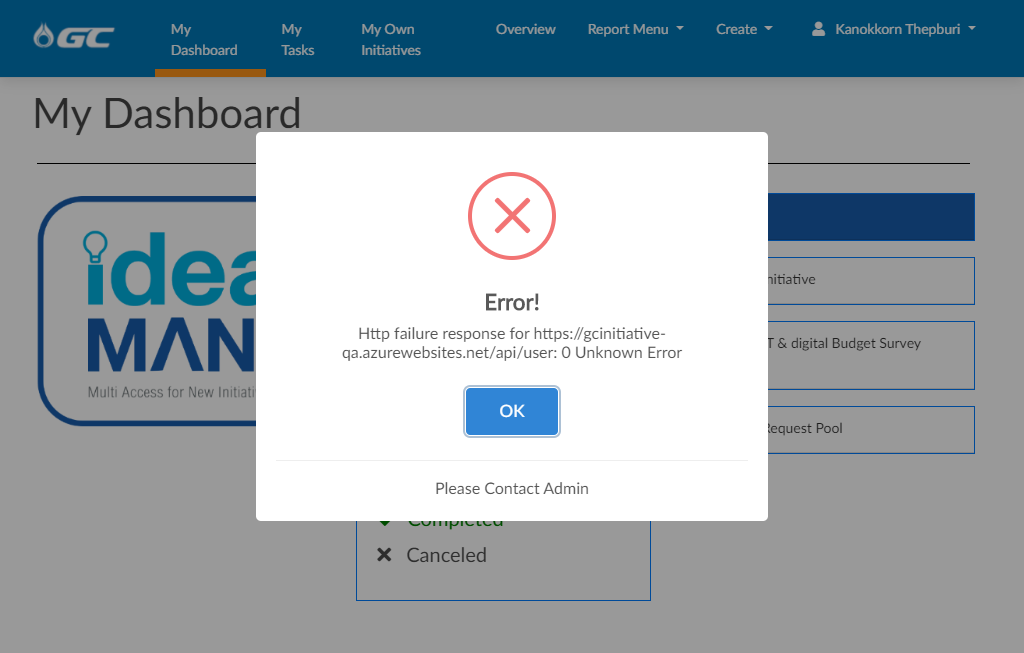 GC
My
Dashboard
My
Tasks
My Own
Initiatives
Overview
Report Menu
Create
Kanokkorn Thepburi
My Dashboard
idea
MAN
Multi Access for New Initiati
Error!
Http failure response for https://gcinitiative-
qa.azurewebsites.net/api/user: 0 Unknown Error
OK
Please Contact Admin
nitiative
T & digital Budget Survey
Request Pool
Completed
Canceled